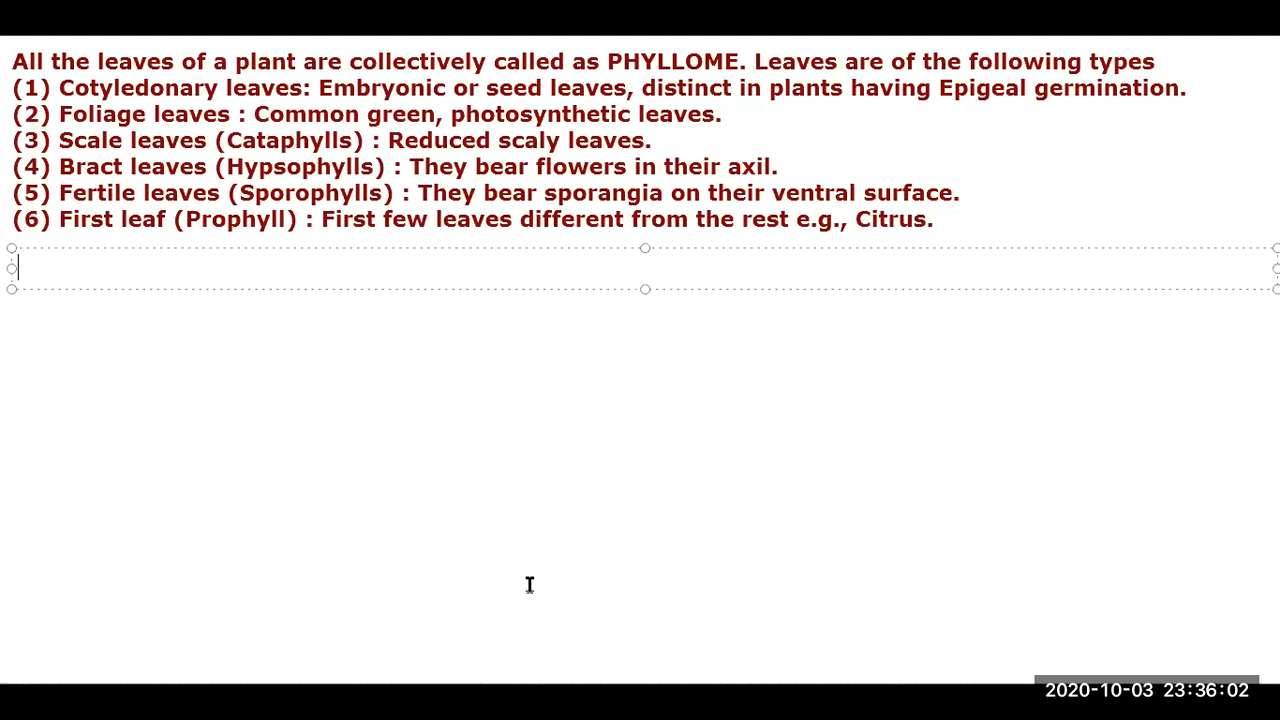 All the leaves of a plant are collectively called as PHYLLOME. Leaves are of the following types
(1) Cotyledonary leaves: Embryonic or seed leaves, distinct in plants having Epigeal germination.
(2) Foliage leaves : Common green, photosynthetic leaves.
(3) Scale leaves (Cataphylls) : Reduced scaly leaves.
(4) Bract leaves (Hypsophylls) : They bear flowers in their axil.
(5) Fertile leaves (Sporophylls) : They bear sporangia on their ventral surface.
(6) First leaf (Prophyll) : First few leaves different from the rest e.g., Citrus.
2020-10-03 23:36:02